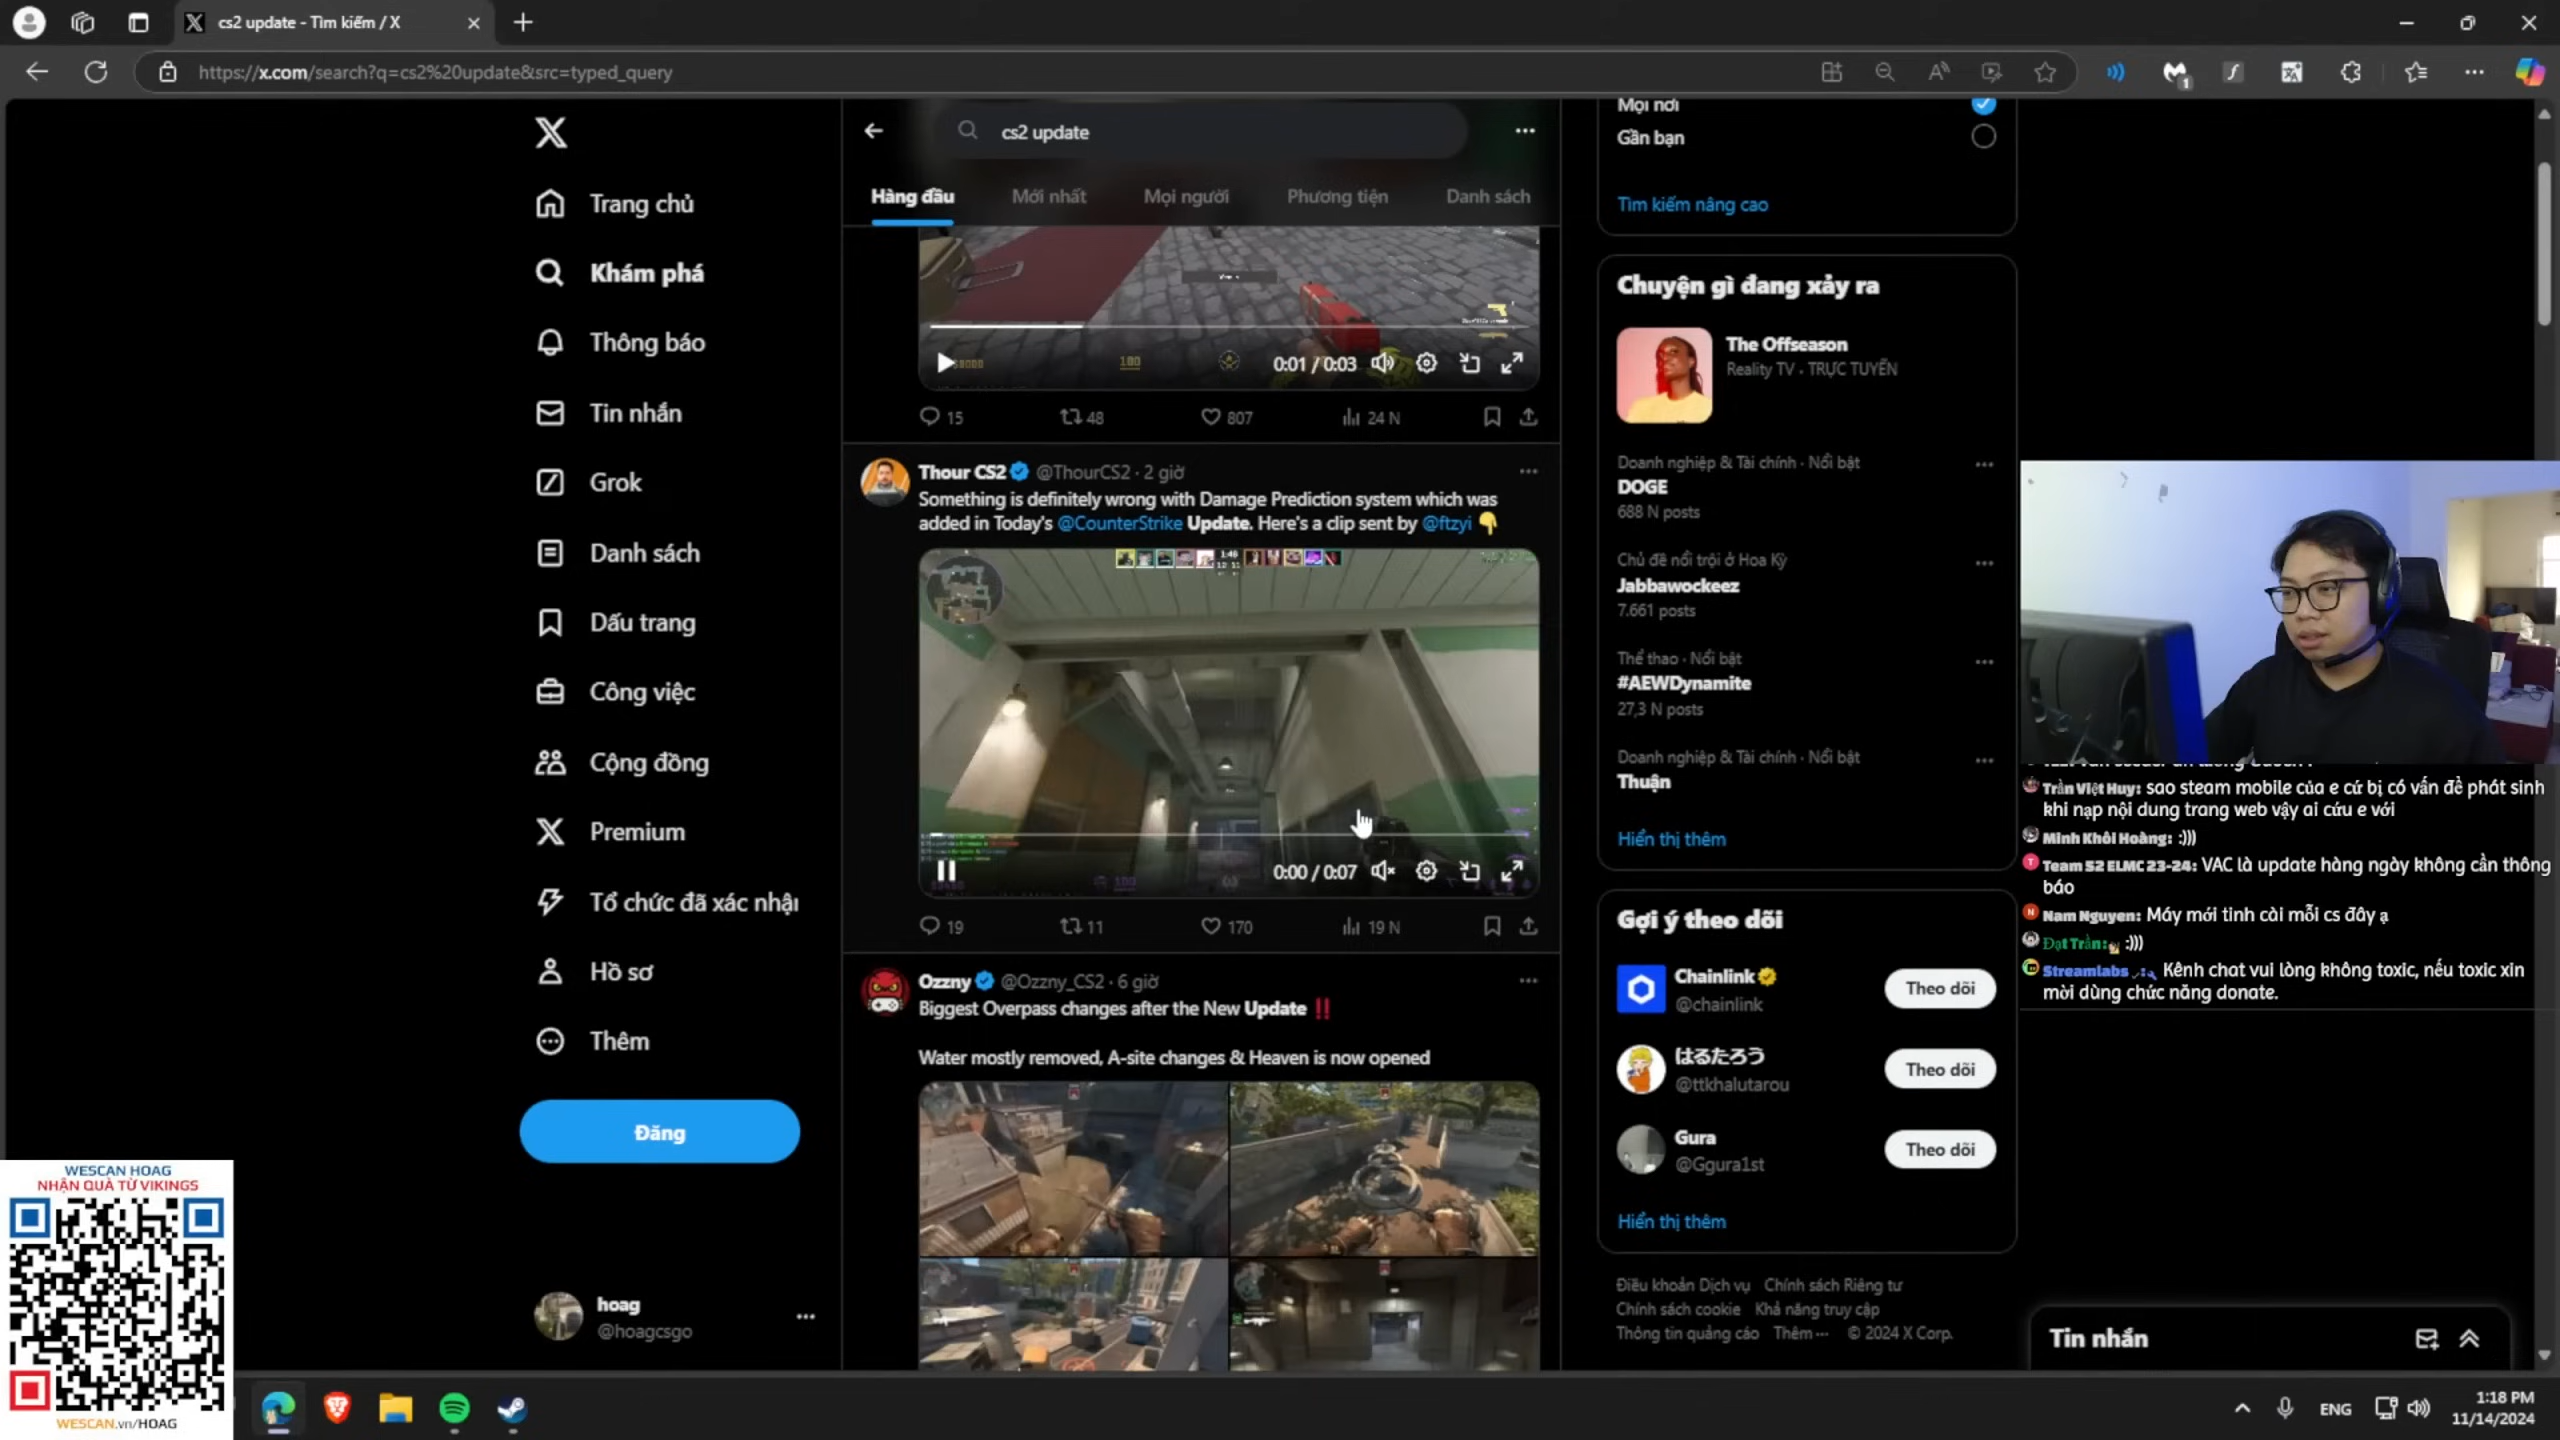 cs2 update - Tìm kiếm / X
https://x.com/search?q=cs2%20update&src=typed_query
1
Trang chủ
Khám phá
Thông báo
Tin nhắn
Grok
Danh sách
Dấu trang
Công việc
Cộng đồng
Premium
Tổ chức đã xác nhận
Hồ sơ
Thêm
Đăng
hoag
@hoagcsgo
WESCAN HOAG
NHẬN QUÀ TỪ VIKINGS
WESCAN.vn/HOAG
cs2 update
Hàng đầu Mới nhất Mọi người Phương tiện Danh sách
100
0:01 / 0:03
15 48 807 24 N
Thour CS2 @ThourCS2 · 2 giờ
Something is definitely wrong with Damage Prediction system which was
added in Today's @CounterStrike Update. Here's a clip sent by @ftzyi
1:48
0:00 / 0:07
19 11 170 19 N
Ozzny @Ozzny_CS2 · 6 giờ
Biggest Overpass changes after the New Update ‼
Water mostly removed, A-site changes & Heaven is now opened
Mọi nơi
Gần bạn
Tìm kiếm nâng cao
Chuyện gì đang xảy ra
The Offseason
Reality TV · TRỰC TUYẾN
Doanh nghiệp & Tài chính · Nổi bật
DOGE
688 N posts
Chủ đề nổi trội ở Hoa Kỳ
Jabbawockeez
7.661 posts
Thể thao · Nổi bật
#AEWDynamite
27,3 N posts
Doanh nghiệp & Tài chính · Nổi bật
Thuận
Hiển thị thêm
Gợi ý theo dõi
Chainlink
@chainlink
Theo dõi
はるたろう
@ttkhalutarou
Theo dõi
Gura
@Ggura1st
Theo dõi
Hiển thị thêm
Điều khoản Dịch vụ Chính sách Riêng tư
Chính sách cookie Khả năng truy cập
Thông tin quảng cáo Thêm ··· © 2024 X Corp.
Trần Việt Huy: sao steam mobile của e cứ bị có vấn đề phát sinh
khi nạp nội dung trang web vậy ai cứu e với
Minh Khôi Hoàng: :)))
Team S2 ELMC 23-24: VAC là update hàng ngày không cần thông
báo
Nam Nguyen: Máy mới tinh cài mỗi cs đây ạ
Đạt Trần: :)))
Streamlabs : Kênh chat vui lòng không toxic, nếu toxic xin
mời dùng chức năng donate.
Tin nhắn
ENG
1:18 PM
11/14/2024